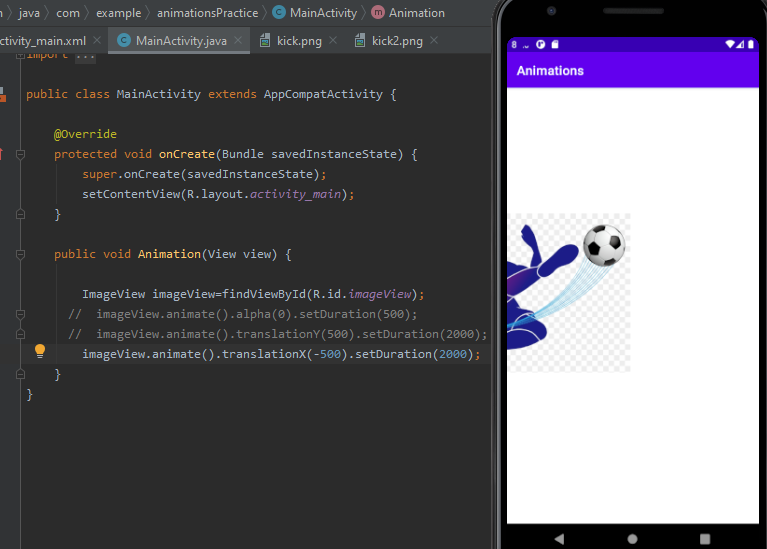 java com example animationsPractice MainActivity Animation
ctivity_main.xml MainActivity.java kick.png kick2.png
import ...
public class MainActivity extends AppCompatActivity {
@Override
protected void onCreate(Bundle savedInstanceState) {
super.onCreate(savedInstanceState);
setContentView(R.layout.activity_main);
}
public void Animation(View view) {
ImageView imageView=findViewById(R.id.imageView);
// imageView.animate().alpha(0).setDuration(500);
// imageView.animate().translationY(500).setDuration(2000);
imageView.animate().translationX(-500).setDuration(2000);
}
}
Animations